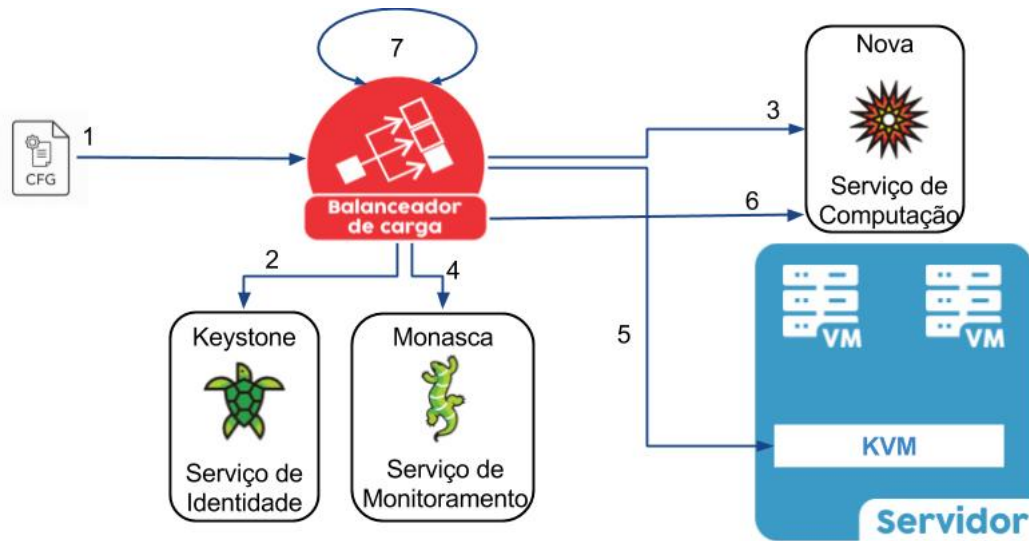 7
Nova
1
3
CFG
Balanceador
de carga
6
Serviço de
Computação
2
4
Keystone
Monasca
5
VM
VM
KVM
Serviço de
Identidade
Serviço de
Monitoramento
Servidor